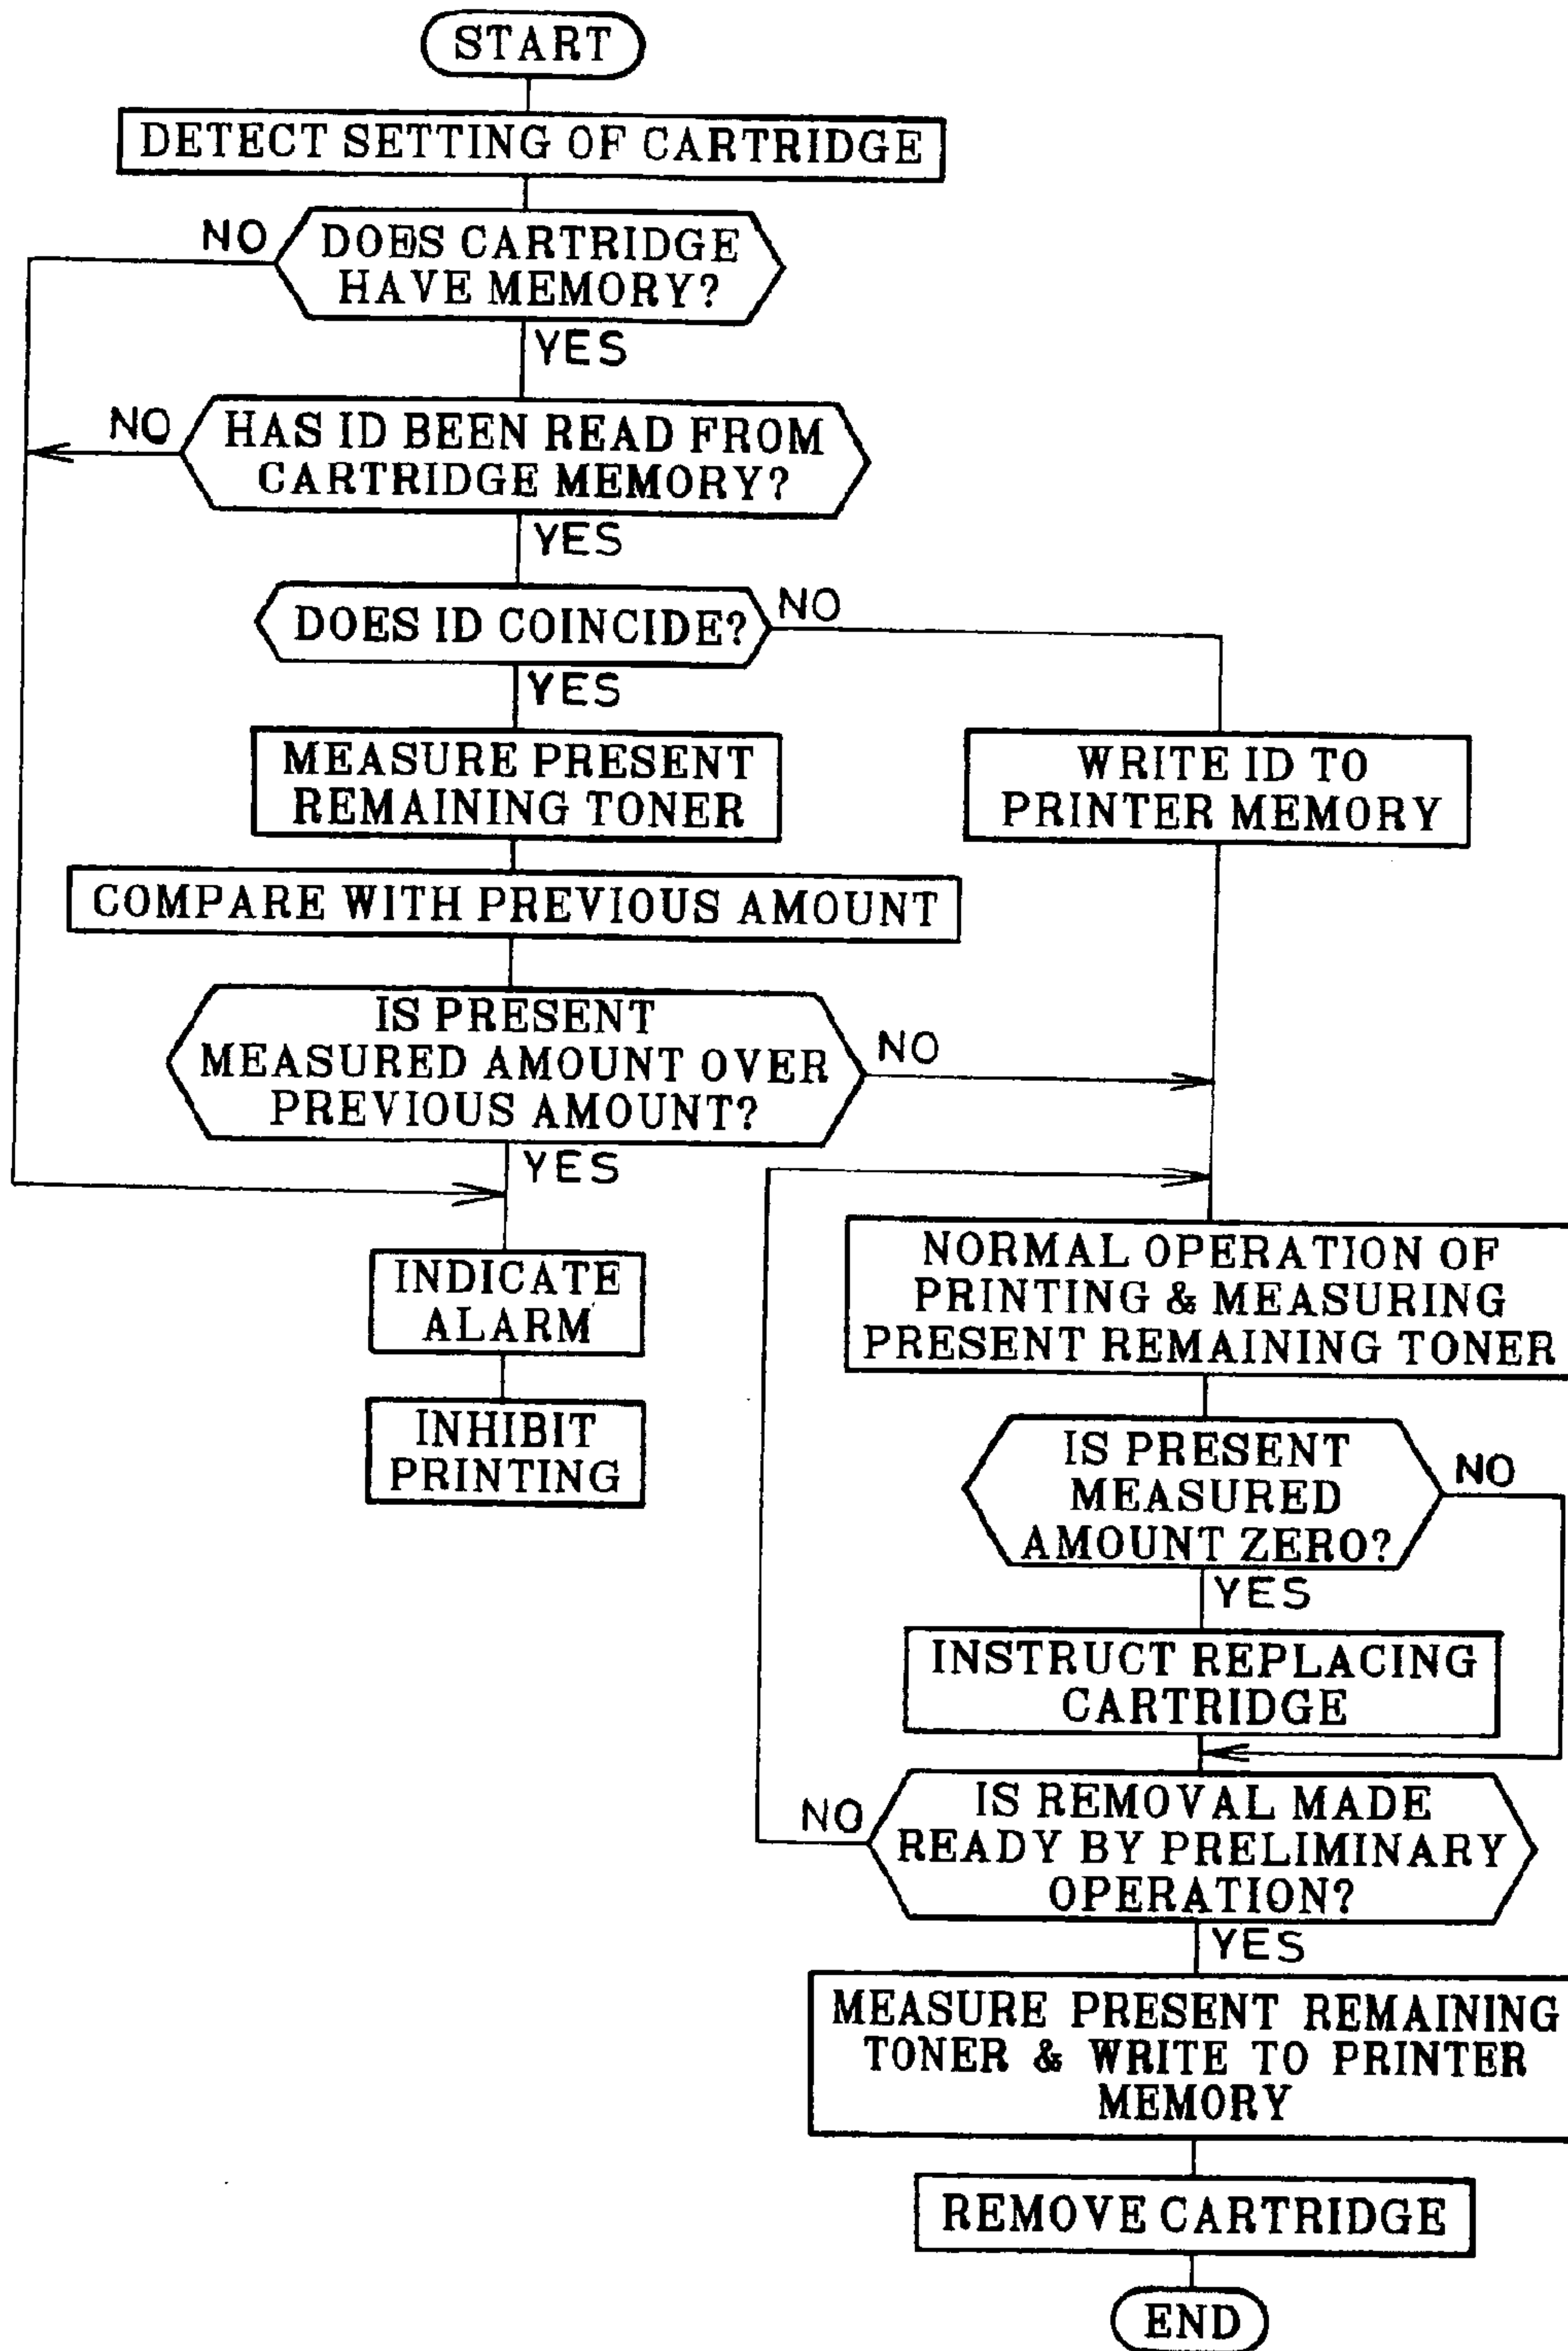 START
DETECT SETTING OF CARTRIDGE
NO
DOES CARTRIDGE
HAVE MEMORY?
YES
NO
HAS ID BEEN READ FROM
CARTRIDGE MEMORY?
YES
DOES ID COINCIDE?
NO
YES
MEASURE PRESENT
REMAINING TONER
WRITE ID TO
PRINTER MEMORY
COMPARE WITH PREVIOUS AMOUNT
IS PRESENT
MEASURED AMOUNT OVER
PREVIOUS AMOUNT?
NO
YES
INDICATE
ALARM
INHIBIT
PRINTING
NORMAL OPERATION OF
PRINTING & MEASURING
PRESENT REMAINING TONER
IS PRESENT
MEASURED
AMOUNT ZERO?
NO
YES
INSTRUCT REPLACING
CARTRIDGE
NO
IS REMOVAL MADE
READY BY PRELIMINARY
OPERATION?
YES
MEASURE PRESENT REMAINING
TONER & WRITE TO PRINTER
MEMORY
REMOVE CARTRIDGE
END